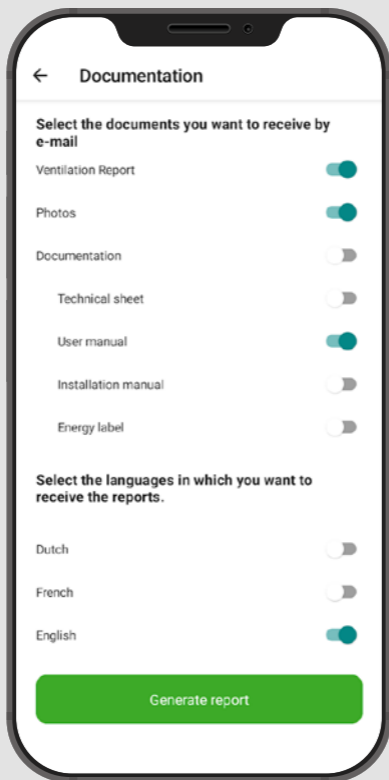 Documentation
Select the documents you want to receive by
e-mail
Ventilation Report
Photos
Documentation
Technical sheet
User manual
Installation manual
Energy label
Select the languages in which you want to
receive the reports.
Dutch
French
English
Generate report